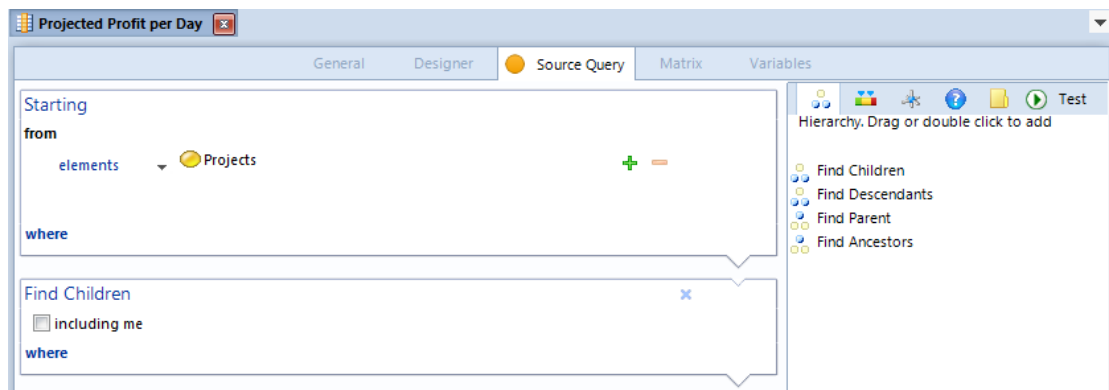 Projected Profit per Day
General Designer Source Query Matrix Variables
Starting
from
elements Projects
where
Find Children
including me
where
Test
Hierarchy. Drag or double click to add
Find Children
Find Descendants
Find Parent
Find Ancestors